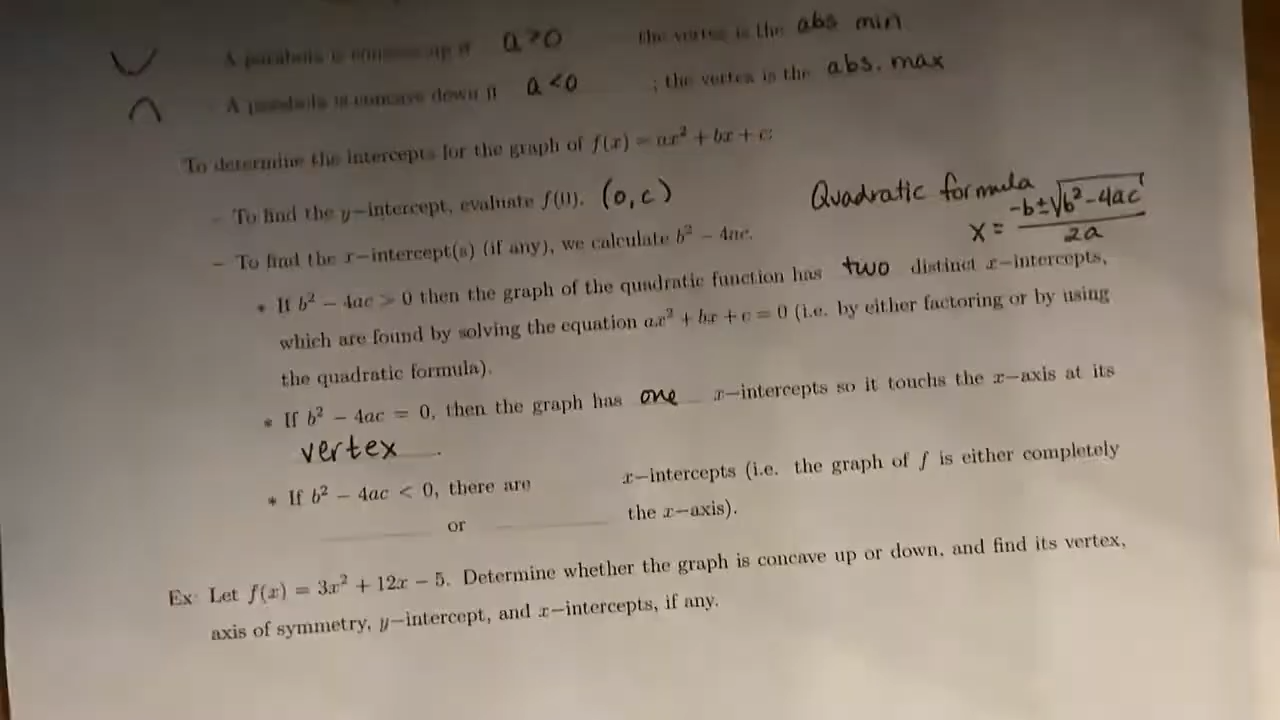 A parabola is concave up if a>0 the vertex is the abs min
A parabola is concave down if a<0 ; the vertex is the abs. max
To determine the intercepts for the graph of f(x) = ax² + bx + c:
– To find the y−intercept, evaluate f(0). (0,c)
Quadratic formula
x = -b±√b²-4ac / 2a
– To find the x−intercept(s) (if any), we calculate b² − 4ac.
* If b² − 4ac > 0 then the graph of the quadratic function has two distinct x−intercepts,
which are found by solving the equation ax² + bx + c = 0 (i.e. by either factoring or by using
the quadratic formula).
* If b² − 4ac = 0, then the graph has one x−intercepts so it touchs the x−axis at its
vertex .
* If b² − 4ac < 0, there are x−intercepts (i.e. the graph of f is either completely
or the x−axis).
Ex: Let f(x) = 3x² + 12x − 5. Determine whether the graph is concave up or down, and find its vertex,
axis of symmetry, y−intercept, and x−intercepts, if any.